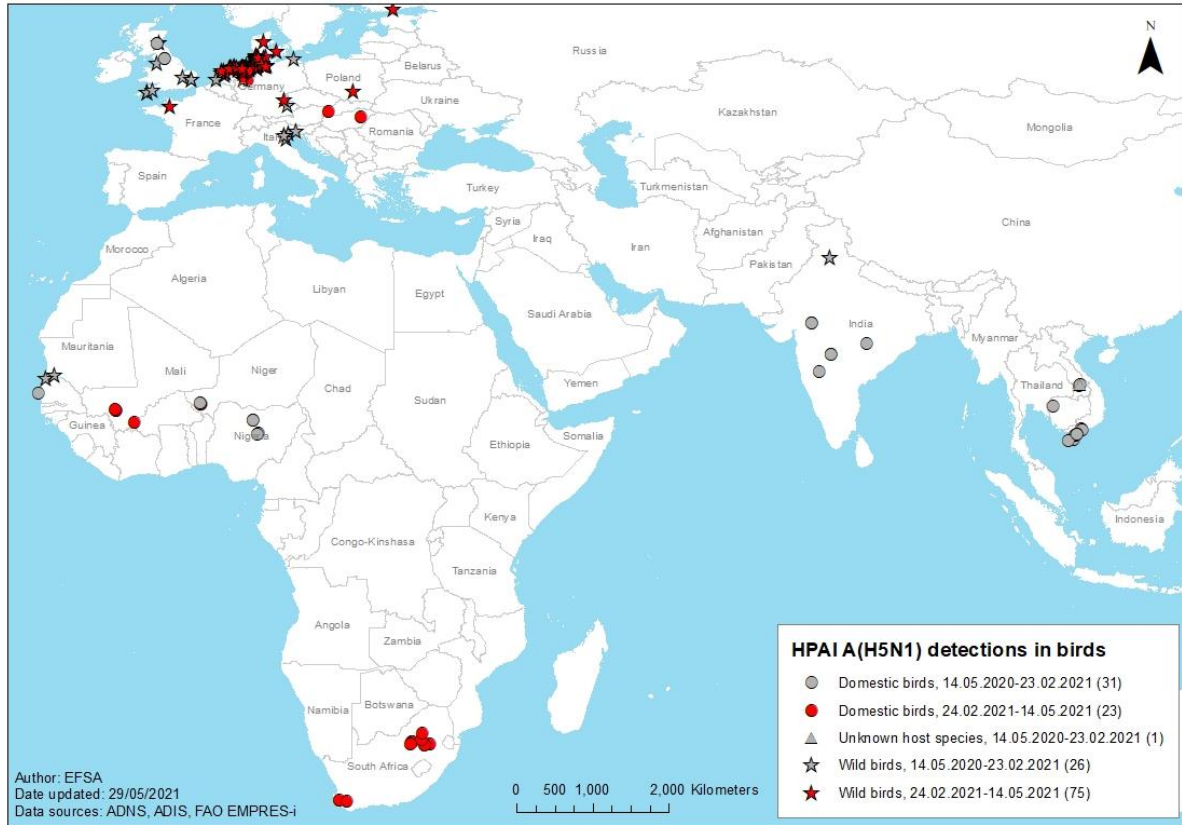 N
Russia
Belarus
Poland
Germany
Ukraine
Kazakhstan
France
Romania
Mongolia
Spain
Turkey
Turkmenistan
China
Syria
Afghanistan
Iraq
Iran
Morocco
Pakistan
Algeria
Libyan
Egypt
Saudi Arabia
India
Myanmar
Mauritania
Mali
Niger
Chad
Sudan
Yemen
Thailand
Guinea
Ethiopia
Somalia
Kenya
Indonesia
Congo-Kinshasa
Tanzania
Angola
Zambia
Namibia
Botswana
South Africa
HPAI A(H5N1) detections in birds
Domestic birds, 14.05.2020-23.02.2021 (31)
Domestic birds, 24.02.2021-14.05.2021 (23)
Unknown host species, 14.05.2020-23.02.2021 (1)
Wild birds, 14.05.2020-23.02.2021 (26)
Wild birds, 24.02.2021-14.05.2021 (75)
Author: EFSA
Date updated: 29/05/2021
Data sources: ADNS, ADIS, FAO EMPRES-i
0 500 1,000 2,000 Kilometers